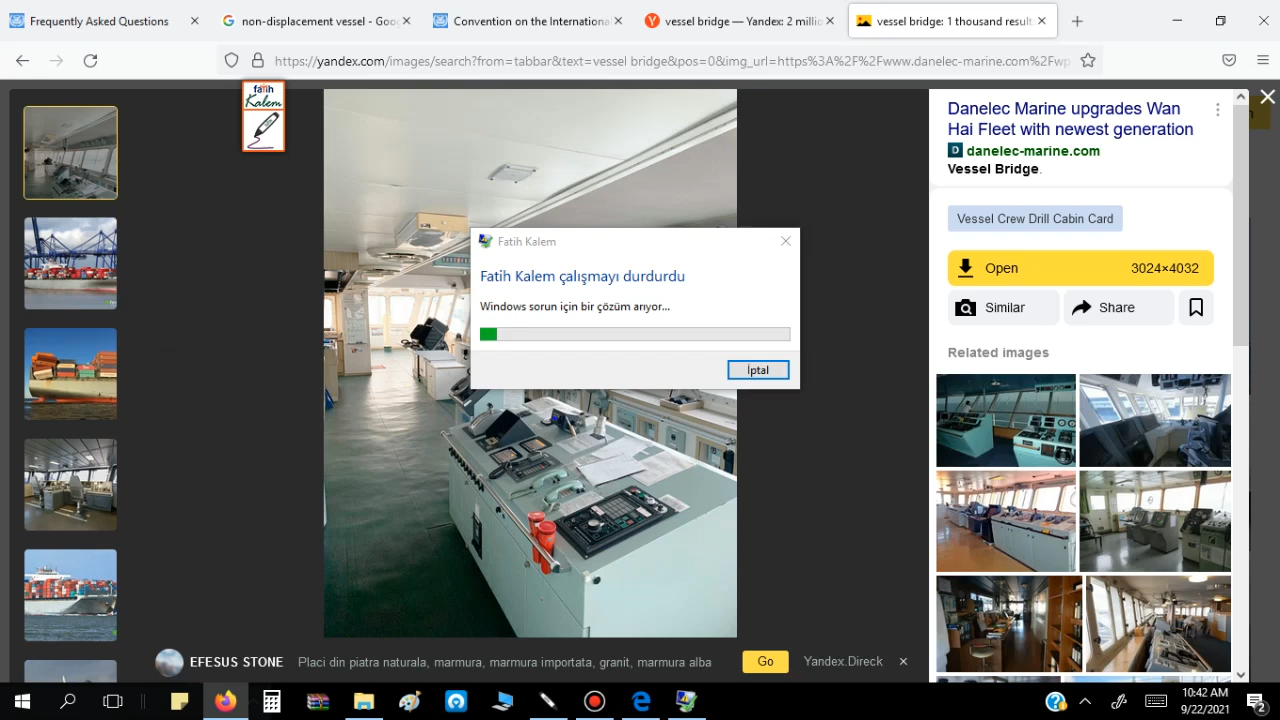 Frequently Asked Questions
non-displacement vessel - Goo
Convention on the Internationa
vessel bridge — Yandex: 2 millio
vessel bridge: 1 thousand result
https://yandex.com/images/search?from=tabbar&text=vessel bridge&pos=0&img_url=https%3A%2F%2Fwww.danelec-marine.com%2Fwp
fatih
Kalem
Danelec Marine upgrades Wan
Hai Fleet with newest generation
D danelec-marine.com
Vessel Bridge.
Vessel Crew Drill Cabin Card
Open 3024×4032
Similar
Share
Related images
Fatih Kalem
Fatih Kalem çalışmayı durdurdu
Windows sorun için bir çözüm arıyor...
İptal
EFESUS STONE Placi din piatra naturala, marmura, marmura importata, granit, marmura alba
Go
Yandex.Direck
10:42 AM
9/22/2021
2